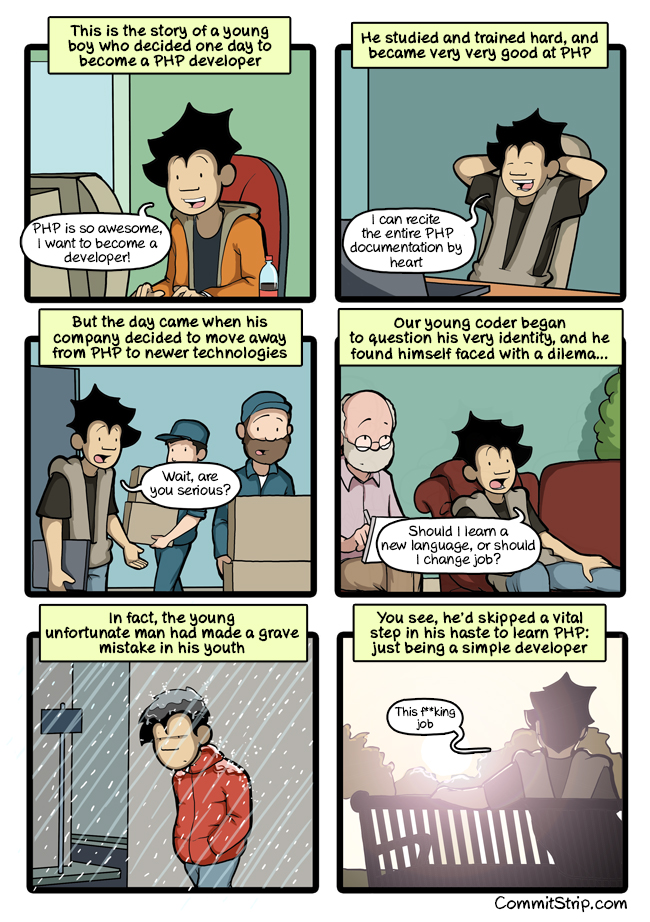 This is the story of a young
boy who decided one day to
become a PHP developer
PHP is so awesome,
I want to become a
developer!
He studied and trained hard, and
became very very good at PHP
I can recite
the entire PHP
documentation by
heart
But the day came when his
company decided to move away
from PHP to newer technologies
Wait, are
you serious?
Our young coder began
to question his very identity, and he
found himself faced with a dilema...
Should I learn a
new language, or should
I change job?
In fact, the young
unfortunate man had made a grave
mistake in his youth
You see, he'd skipped a vital
step in his haste to learn PHP:
just being a simple developer
This f**king
job
CommitStrip.com